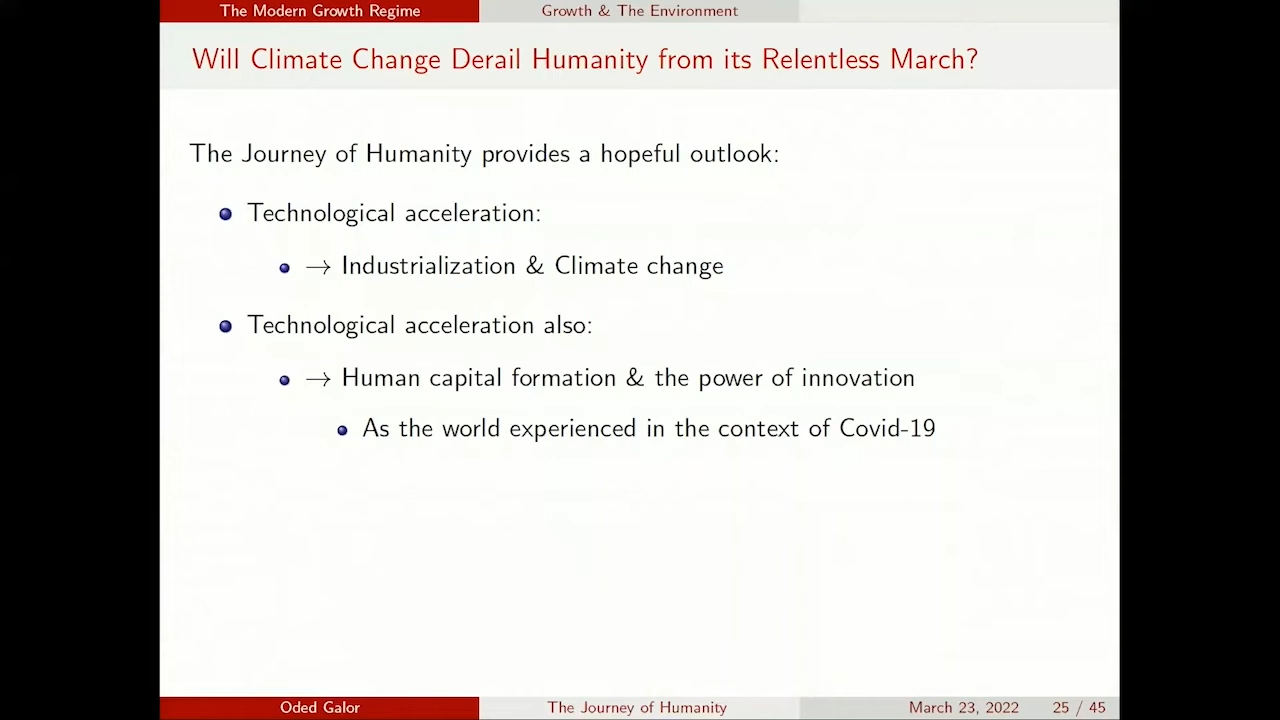 The Modern Growth Regime
Growth & The Environment
Will Climate Change Derail Humanity from its Relentless March?
The Journey of Humanity provides a hopeful outlook:
Technological acceleration:
→ Industrialization & Climate change
Technological acceleration also:
→ Human capital formation & the power of innovation
As the world experienced in the context of Covid-19
Oded Galor
The Journey of Humanity
March 23, 2022
25 / 45